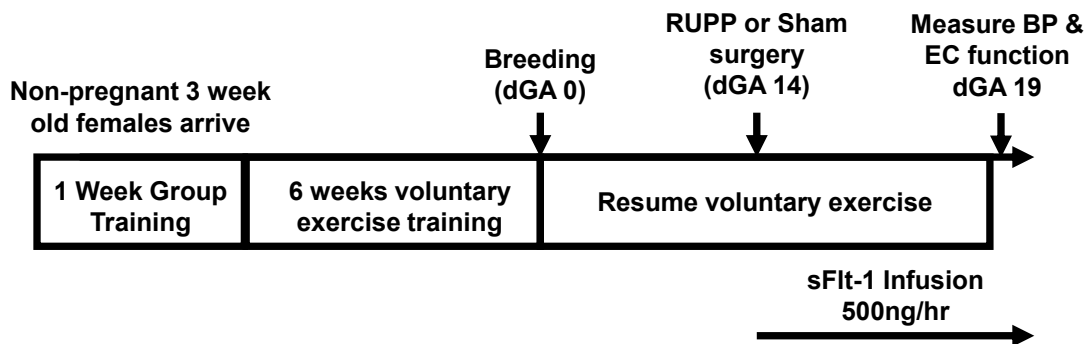 Non-pregnant 3 week
old females arrive
Breeding
(dGA 0)
RUPP or Sham
surgery
(dGA 14)
Measure BP &
EC function
dGA 19
1 Week Group
Training
6 weeks voluntary
exercise training
Resume voluntary exercise
sFlt-1 Infusion
500ng/hr